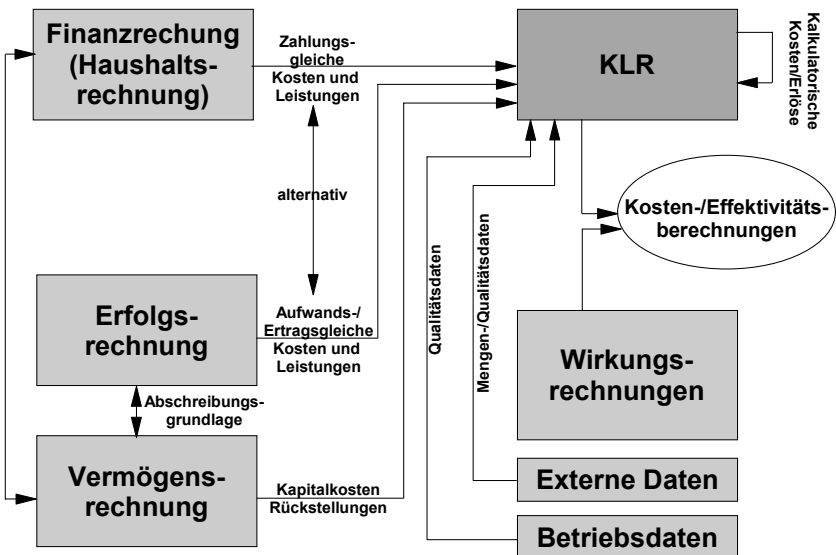 Finanzrechung
(Haushalts-
rechnung)
Zahlungs-
gleiche
Kosten und
Leistungen
KLR
Kalkulatorische
Kosten/Erlöse
alternativ
Kosten-/Effektivitäts-
berechnungen
Erfolgs-
rechnung
Aufwands-/
Ertragsgleiche
Kosten und
Leistungen
Qualitätsdaten
Mengen-/Qualitätsdaten
Wirkungs-
rechnungen
Abschreibungs-
grundlage
Vermögens-
rechnung
Kapitalkosten
Rückstellungen
Externe Daten
Betriebsdaten